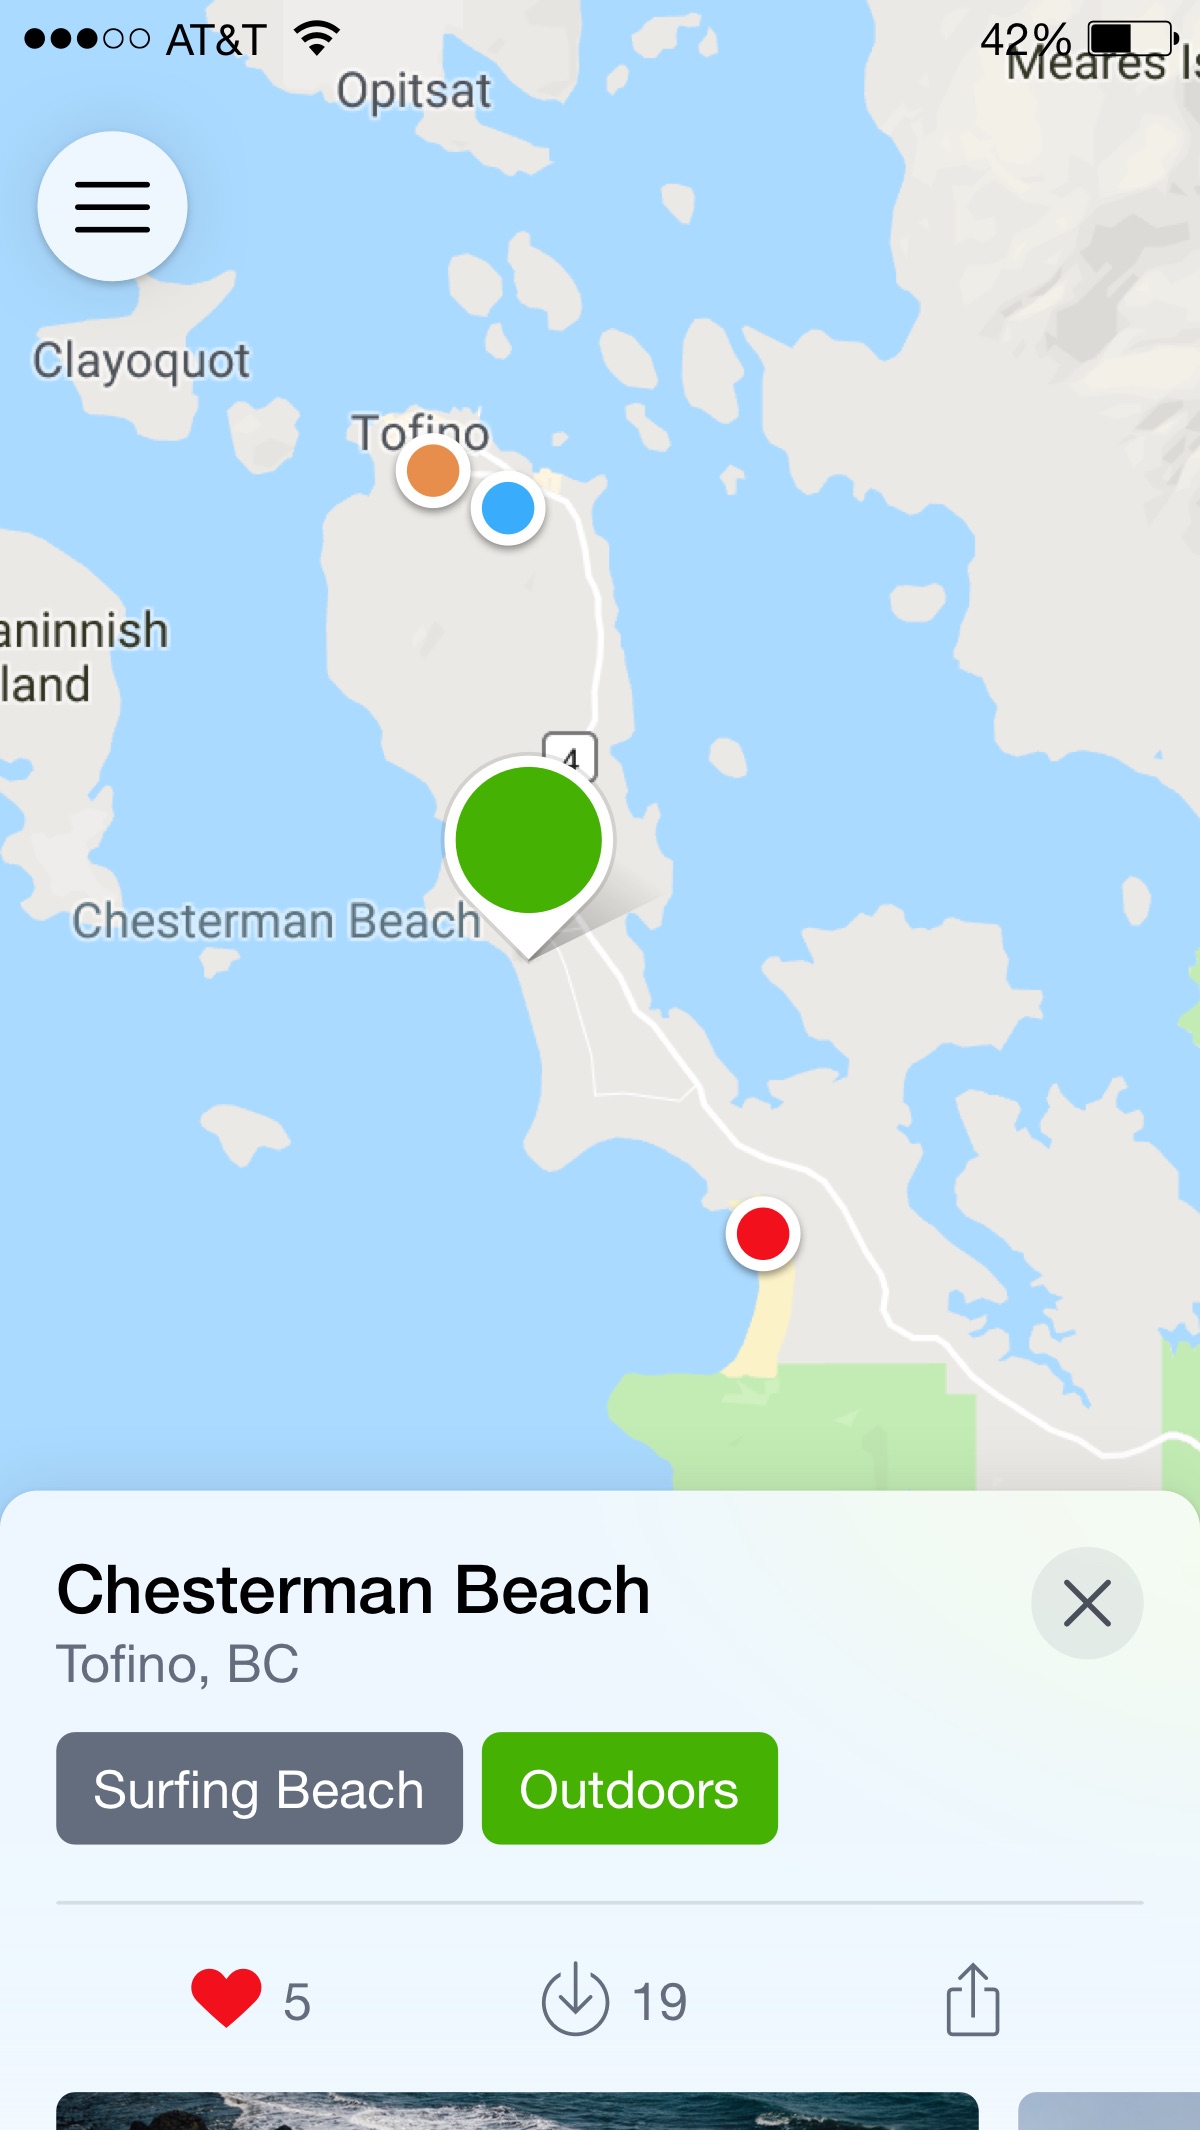 AT&T
42%
Meares Is
Opitsat
Clayoquot
Tofino
aninnish
land
4
Chesterman Beach
Chesterman Beach
Tofino, BC
Surfing Beach
Outdoors
5
19